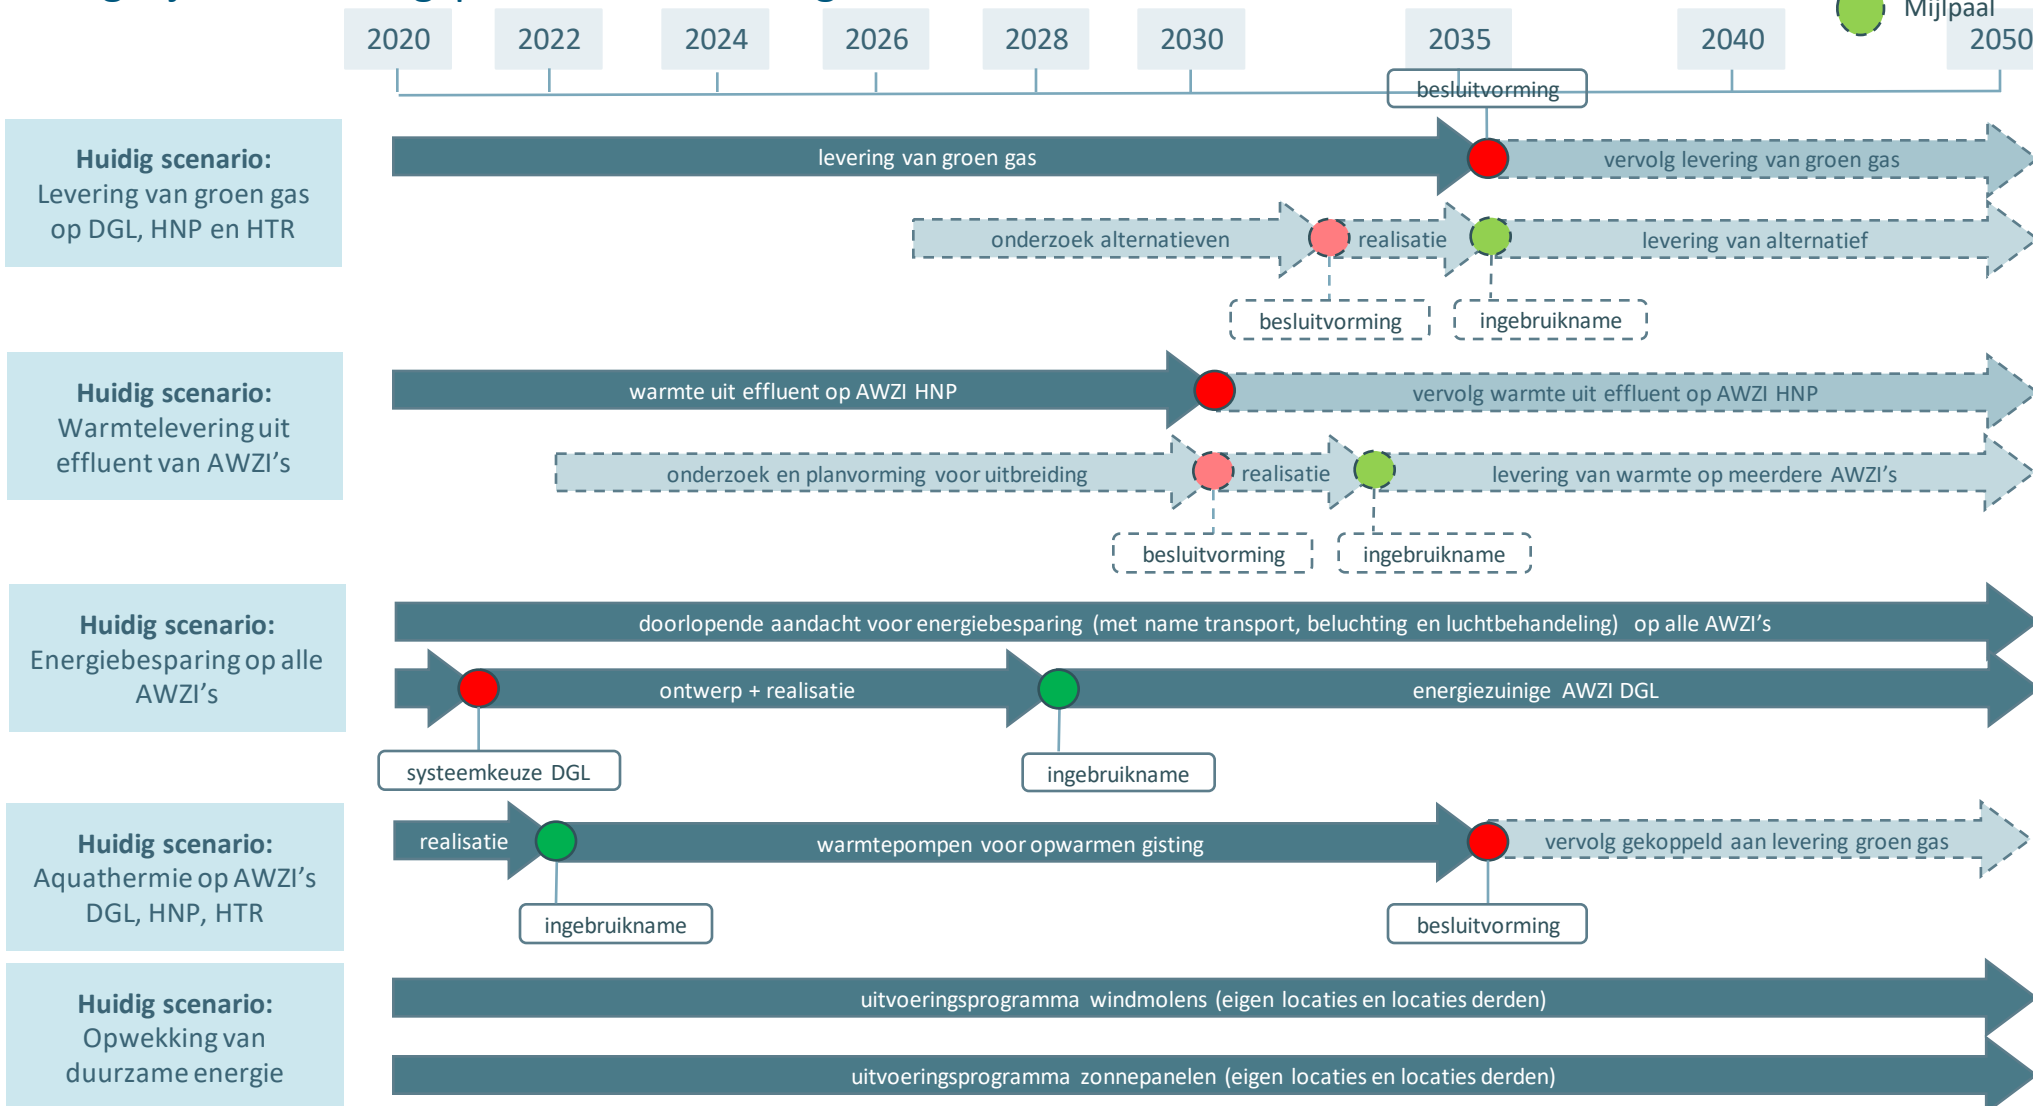 Mijlpaal
2020 2022 2024 2026 2028 2030 2035 2040 2050
besluitvorming
Huidig scenario:
Levering van groen gas
op DGL, HNP en HTR
levering van groen gas
vervolg levering van groen gas
onderzoek alternatieven
realisatie
levering van alternatief
besluitvorming
ingebruikname
Huidig scenario:
Warmtelevering uit
effluent van AWZI’s
warmte uit effluent op AWZI HNP
vervolg warmte uit effluent op AWZI HNP
onderzoek en planvorming voor uitbreiding
realisatie
levering van warmte op meerdere AWZI’s
besluitvorming
ingebruikname
Huidig scenario:
Energiebesparing op alle
AWZI’s
doorlopende aandacht voor energiebesparing (met name transport, beluchting en luchtbehandeling) op alle AWZI’s
ontwerp + realisatie
energiezuinige AWZI DGL
systeemkeuze DGL
ingebruikname
Huidig scenario:
Aquathermie op AWZI’s
DGL, HNP, HTR
realisatie
warmtepompen voor opwarmen gisting
vervolg gekoppeld aan levering groen gas
ingebruikname
besluitvorming
Huidig scenario:
Opwekking van
duurzame energie
uitvoeringsprogramma windmolens (eigen locaties en locaties derden)
uitvoeringsprogramma zonnepanelen (eigen locaties en locaties derden)